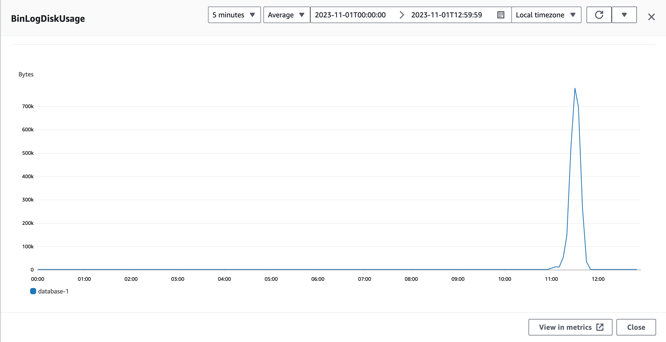 BinLogDiskUsage
5 minutes
Average
2023-11-01T00:00:00
2023-11-01T12:59:59
Local timezone
Bytes
700k
600k
500k
400k
300k
200k
100k
0
00:00 01:00 02:00 03:00 04:00 05:00 06:00 07:00 08:00 09:00 10:00 11:00 12:00
database-1
View in metrics
Close